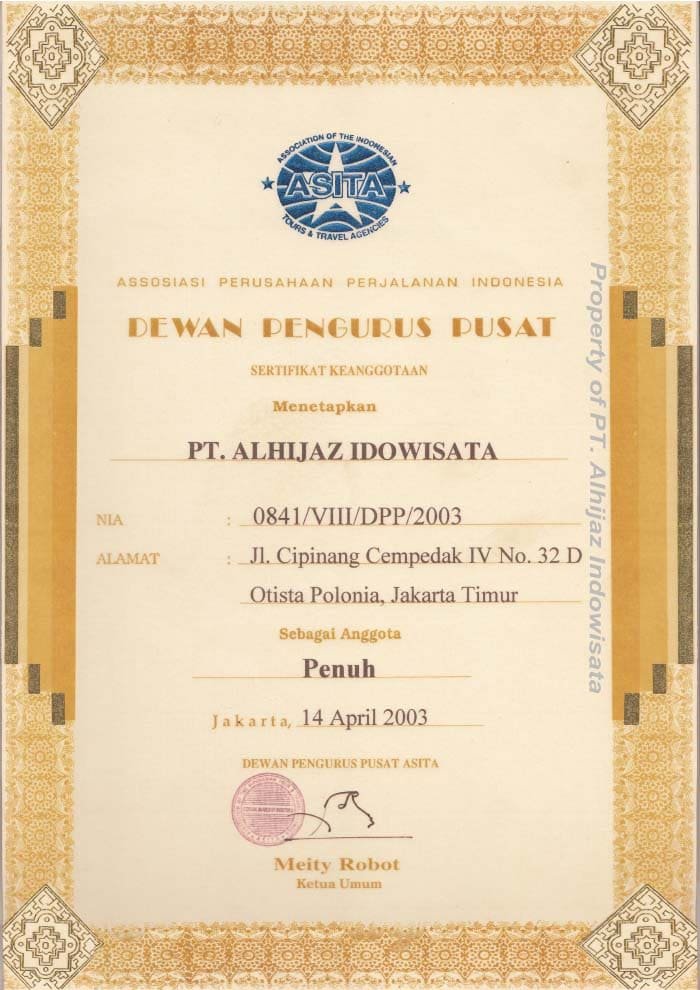 ASSOCIATION OF THE INDONESIAN
ASITA
TOURS & TRAVEL AGENCIES
ASSOSIASI PERUSAHAAN PERJALANAN INDONESIA
DEWAN PENGURUS PUSAT
SERTIFIKAT KEANGGOTAAN
Menetapkan
PT. ALHIJAZ IDOWISATA
NIA : 0841/VIII/DPP/2003
ALAMAT : Jl. Cipinang Cempedak IV No. 32 D
Otista Polonia, Jakarta Timur
Sebagai Anggota
Penuh
Jakarta, 14 April 2003
DEWAN PENGURUS PUSAT ASITA
Meity Robot
Ketua Umum
Property of PT. Alhijaz Indowisata